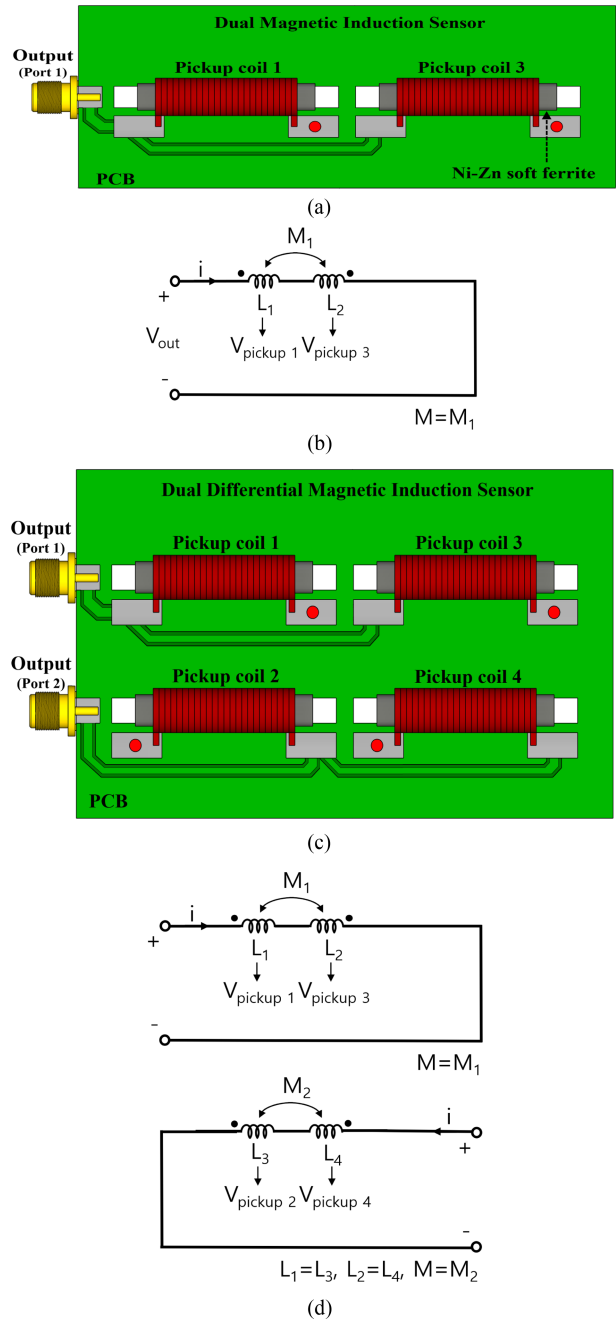 Dual Magnetic Induction Sensor
Output
(Port 1)
Pickup coil 1
Pickup coil 3
Ni-Zn soft ferrite
PCB
(a)
M1
i
+
L1
L2
Vout
Vpickup 1
Vpickup 3
-
M=M1
(b)
Dual Differential Magnetic Induction Sensor
Output
(Port 1)
Pickup coil 1
Pickup coil 3
Output
(Port 2)
Pickup coil 2
Pickup coil 4
PCB
(c)
M1
i
+
L1
L2
Vpickup 1
Vpickup 3
-
M=M1
M2
i
+
L3
L4
Vpickup 2
Vpickup 4
-
L1=L3, L2=L4, M=M2
(d)